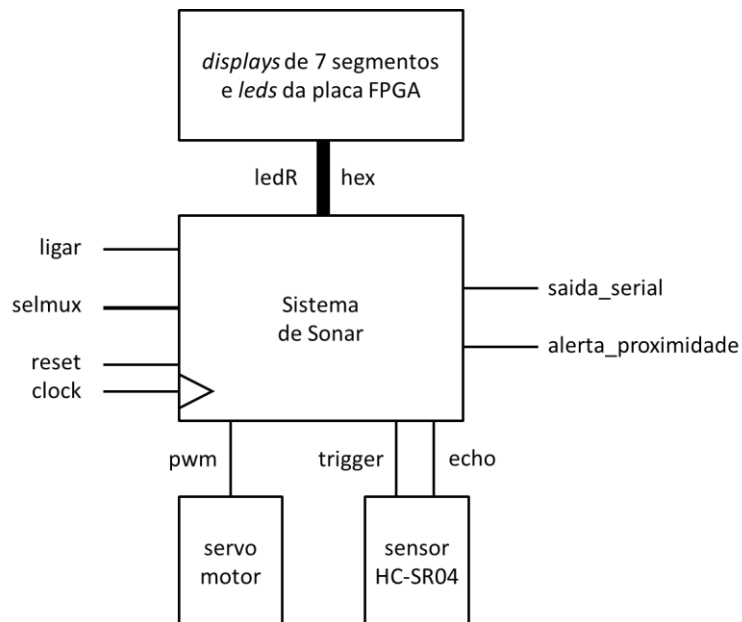 displays de 7 segmentos
e leds da placa FPGA
ledR hex
ligar
selmux
reset
clock
Sistema
de Sonar
saida_serial
alerta_proximidade
pwm trigger echo
servo
motor
sensor
HC-SR04